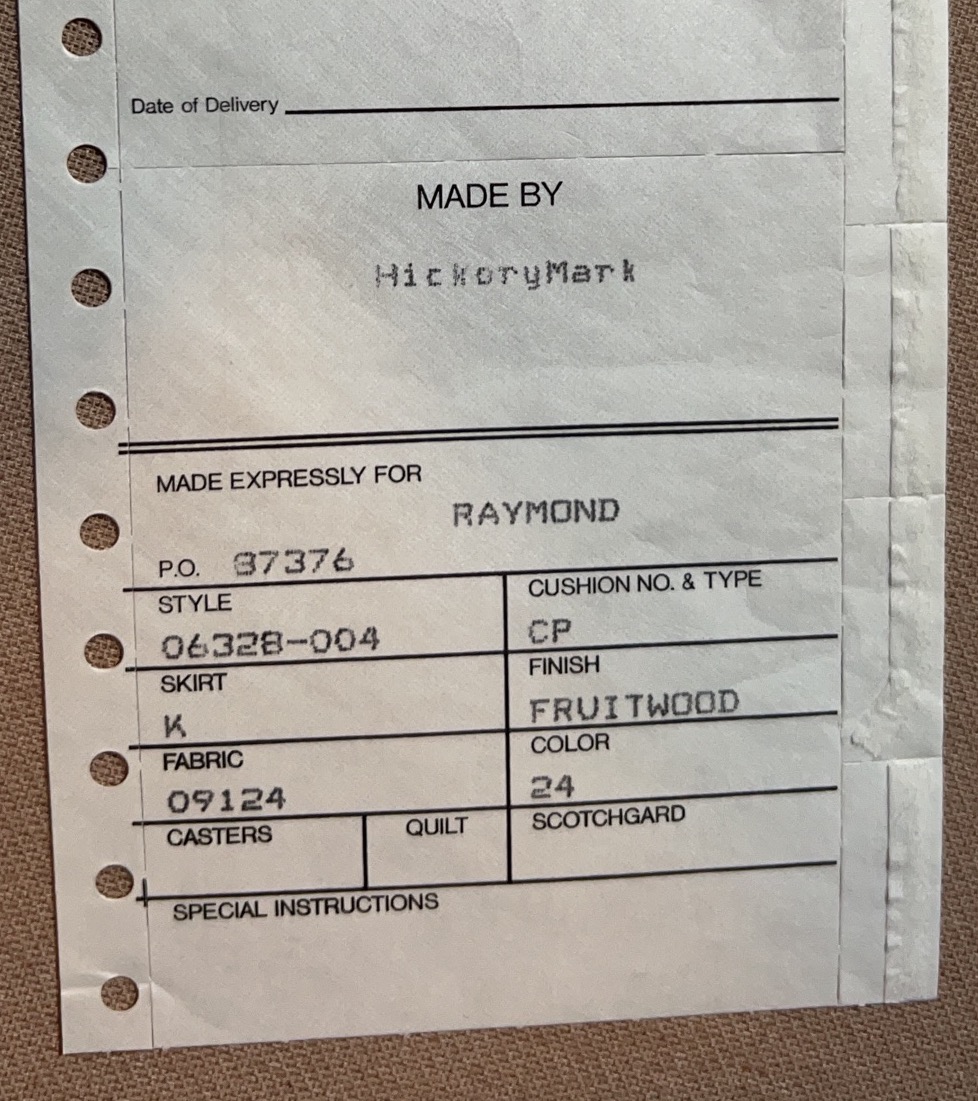 Date of Delivery
MADE BY
HickoryMark
MADE EXPRESSLY FOR
RAYMOND
P.O. 87376
STYLE
CUSHION NO. & TYPE
06328-004
CP
SKIRT
FINISH
K
FRUITWOOD
FABRIC
COLOR
09124
24
CASTERS
QUILT
SCOTCHGARD
SPECIAL INSTRUCTIONS